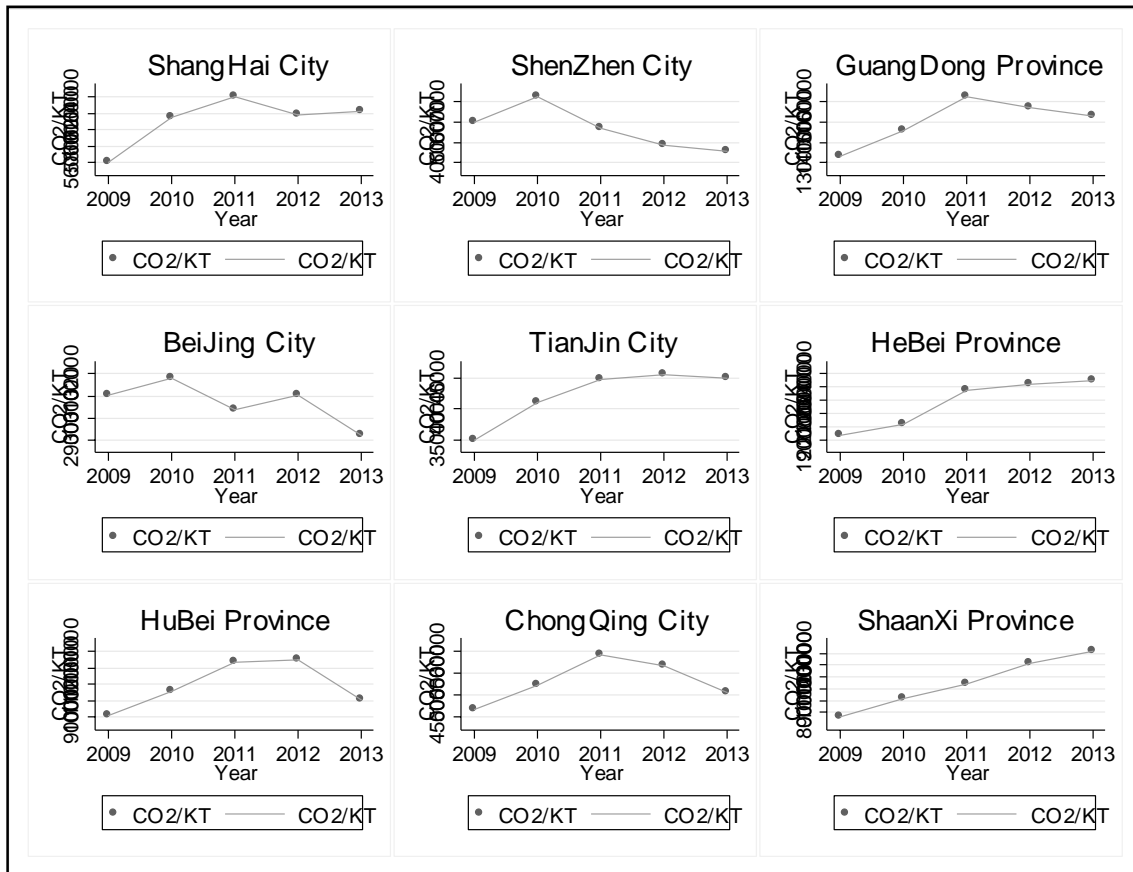 ShangHai City
CO2/KT
2009 2010 2011 2012 2013
Year
CO2/KT CO2/KT
ShenZhen City
CO2/KT
2009 2010 2011 2012 2013
Year
CO2/KT CO2/KT
GuangDong Province
CO2/KT
2009 2010 2011 2012 2013
Year
CO2/KT CO2/KT
BeiJing City
CO2/KT
2009 2010 2011 2012 2013
Year
CO2/KT CO2/KT
TianJin City
CO2/KT
2009 2010 2011 2012 2013
Year
CO2/KT CO2/KT
HeBei Province
CO2/KT
2009 2010 2011 2012 2013
Year
CO2/KT CO2/KT
HuBei Province
CO2/KT
2009 2010 2011 2012 2013
Year
CO2/KT CO2/KT
ChongQing City
CO2/KT
2009 2010 2011 2012 2013
Year
CO2/KT CO2/KT
ShaanXi Province
CO2/KT
2009 2010 2011 2012 2013
Year
CO2/KT CO2/KT